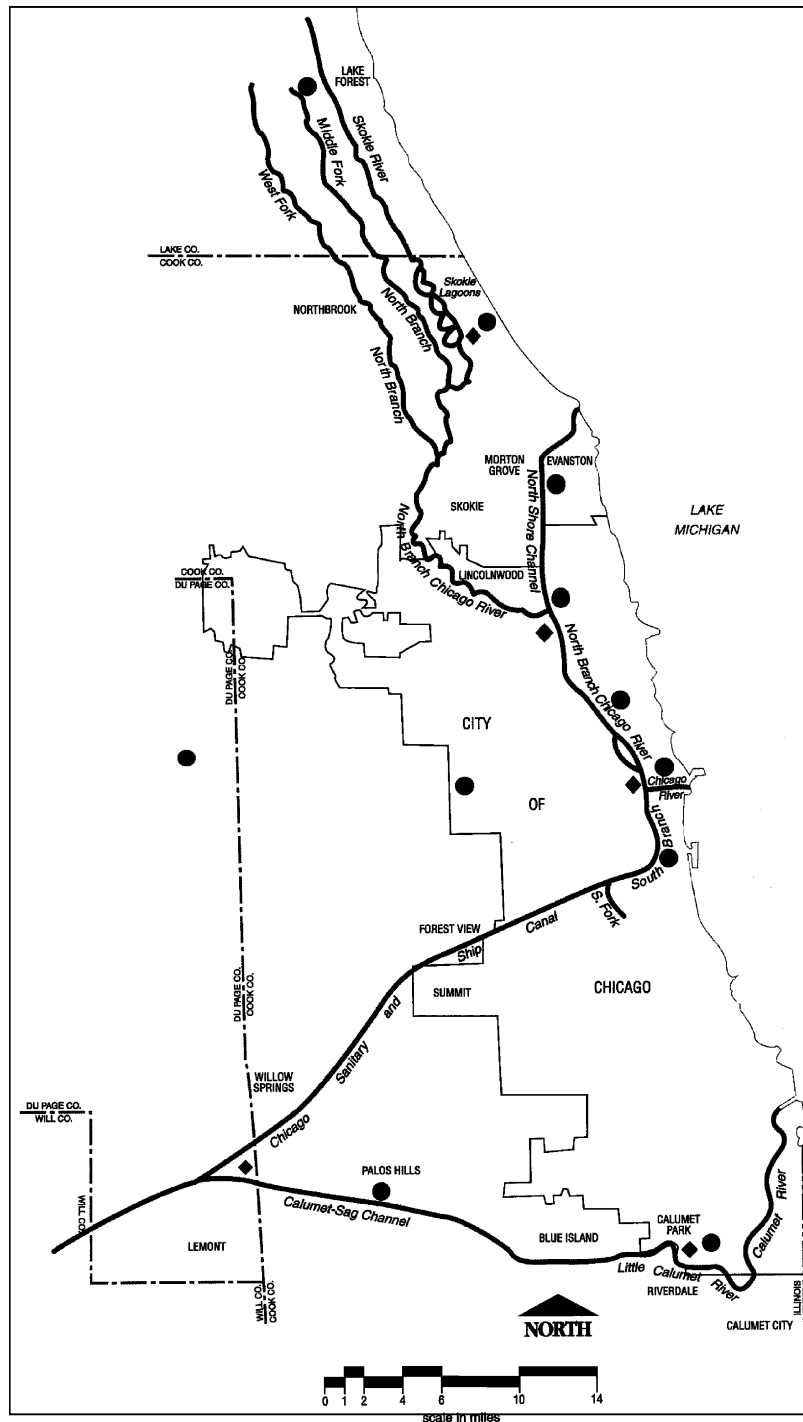 LAKE
FOREST
Skokie River
Middle Fork
West Fork
LAKE CO.
COOK CO.
Skokie
Lagoons
NORTHBROOK
North Branch
North Branch
MORTON
GROVE
EVANSTON
SKOKIE
North Shore Channel
LAKE
MICHIGAN
North Branch Chicago River
LINCOLNWOOD
COOK CO.
DU PAGE CO.
DU PAGE CO.
COOK CO.
North Branch Chicago River
CITY
OF
Chicago
River
South Branch
S. Fork
FOREST VIEW
Chicago Sanitary and Ship Canal
SUMMIT
CHICAGO
DU PAGE CO.
COOK CO.
WILLOW
SPRINGS
DU PAGE CO.
WILL CO.
PALOS HILLS
Calumet-Sag Channel
Calumet River
WILL CO.
LEMONT
BLUE ISLAND
CALUMET
PARK
Little Calumet River
RIVERDALE
WILL CO.
COOK CO.
ILLINOIS
CALUMET CITY
NORTH
0 1 2 4 6 10 14
scale in miles